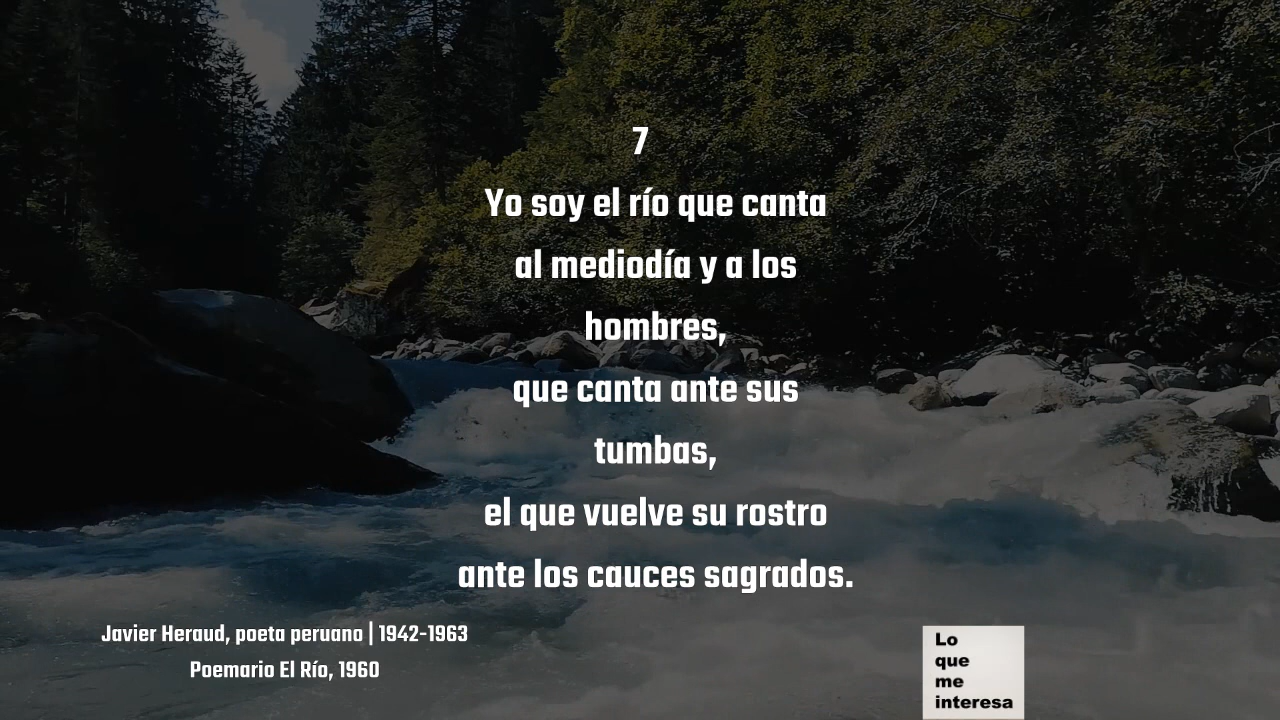 7
Yo soy el río que canta
al mediodía y a los
hombres,
que canta ante sus
tumbas,
el que vuelve su rostro
ante los cauces sagrados.
Javier Heraud, poeta peruano | 1942-1963
Poemario El Río, 1960
Lo
que
me
interesa